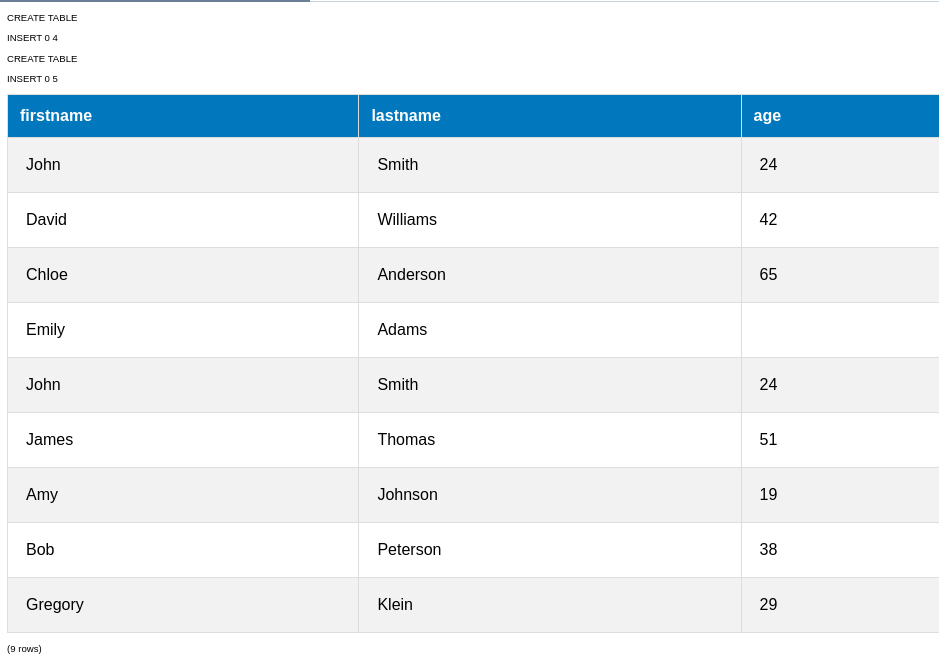 CREATE TABLE
INSERT 0 4
CREATE TABLE
INSERT 0 5
firstname lastname age
John Smith 24
David Williams 42
Chloe Anderson 65
Emily Adams
John Smith 24
James Thomas 51
Amy Johnson 19
Bob Peterson 38
Gregory Klein 29
(9 rows)